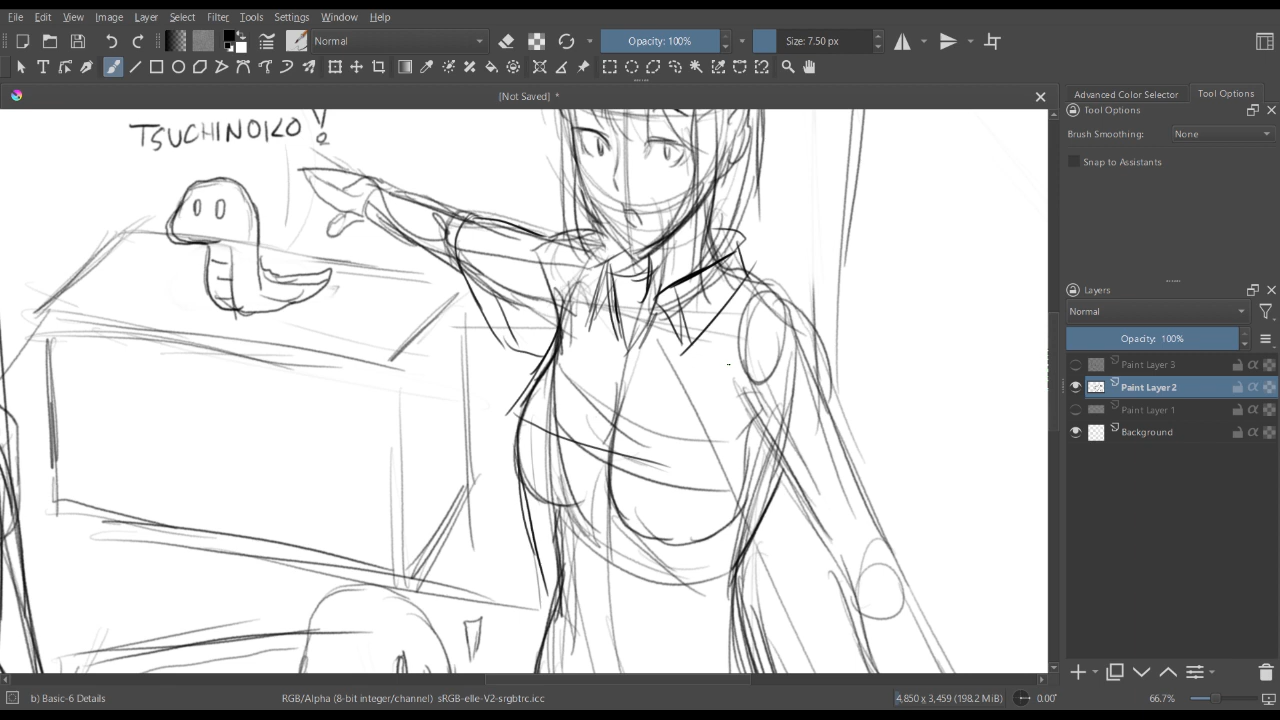 File Edit View Image Layer Select Filter Tools Settings Window Help
Normal Opacity: 100% Size: 7.50 px
[Not Saved] *
Advanced Color Selector Tool Options
Tool Options
Brush Smoothing: None
Snap to Assistants
TSUCHINOKO!
Layers
Normal
Opacity: 100%
Paint Layer 3
Paint Layer 2
Paint Layer 1
Background
b) Basic-6 Details RGB/Alpha (8-bit integer/channel) sRGB-elle-V2-srgbtrc.icc 4,850 x 3,459 (198.2 MiB) 0.00° 66.7%